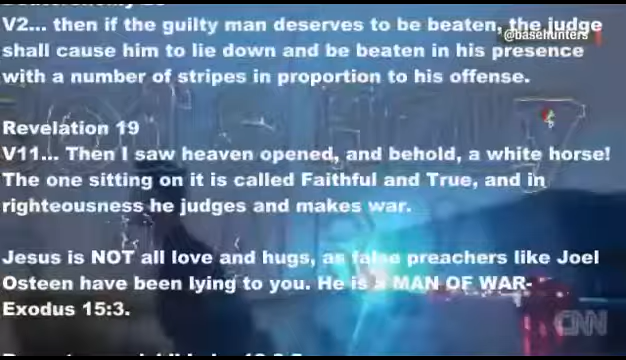 @basehunters
V2... then if the guilty man deserves to be beaten, the judge
shall cause him to lie down and be beaten in his presence
with a number of stripes in proportion to his offense.
Revelation 19
V11... Then I saw heaven opened, and behold, a white horse!
The one sitting on it is called Faithful and True, and in
righteousness he judges and makes war.
Jesus is NOT all love and hugs, as false preachers like Joel
Osteen have been lying to you. He is a MAN OF WAR-
Exodus 15:3.
CNN